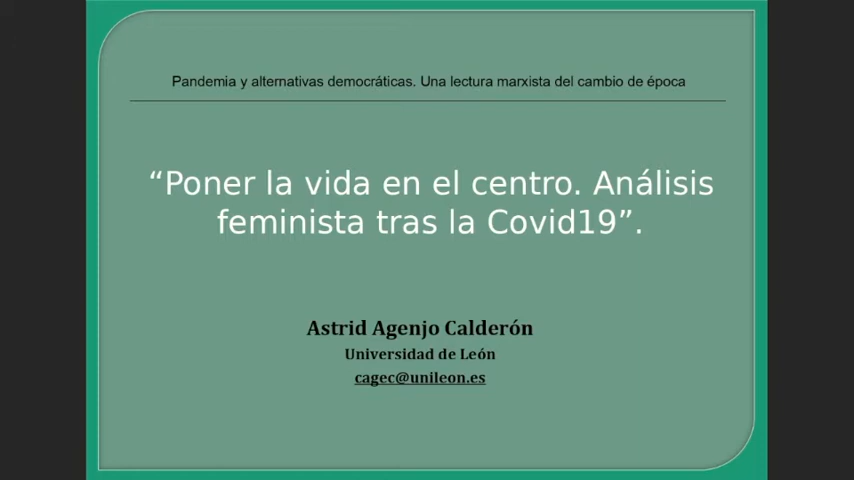 Pandemia y alternativas democráticas. Una lectura marxista del cambio de época
“Poner la vida en el centro. Análisis
feminista tras la Covid19”.
Astrid Agenjo Calderón
Universidad de León
cagec@unileon.es